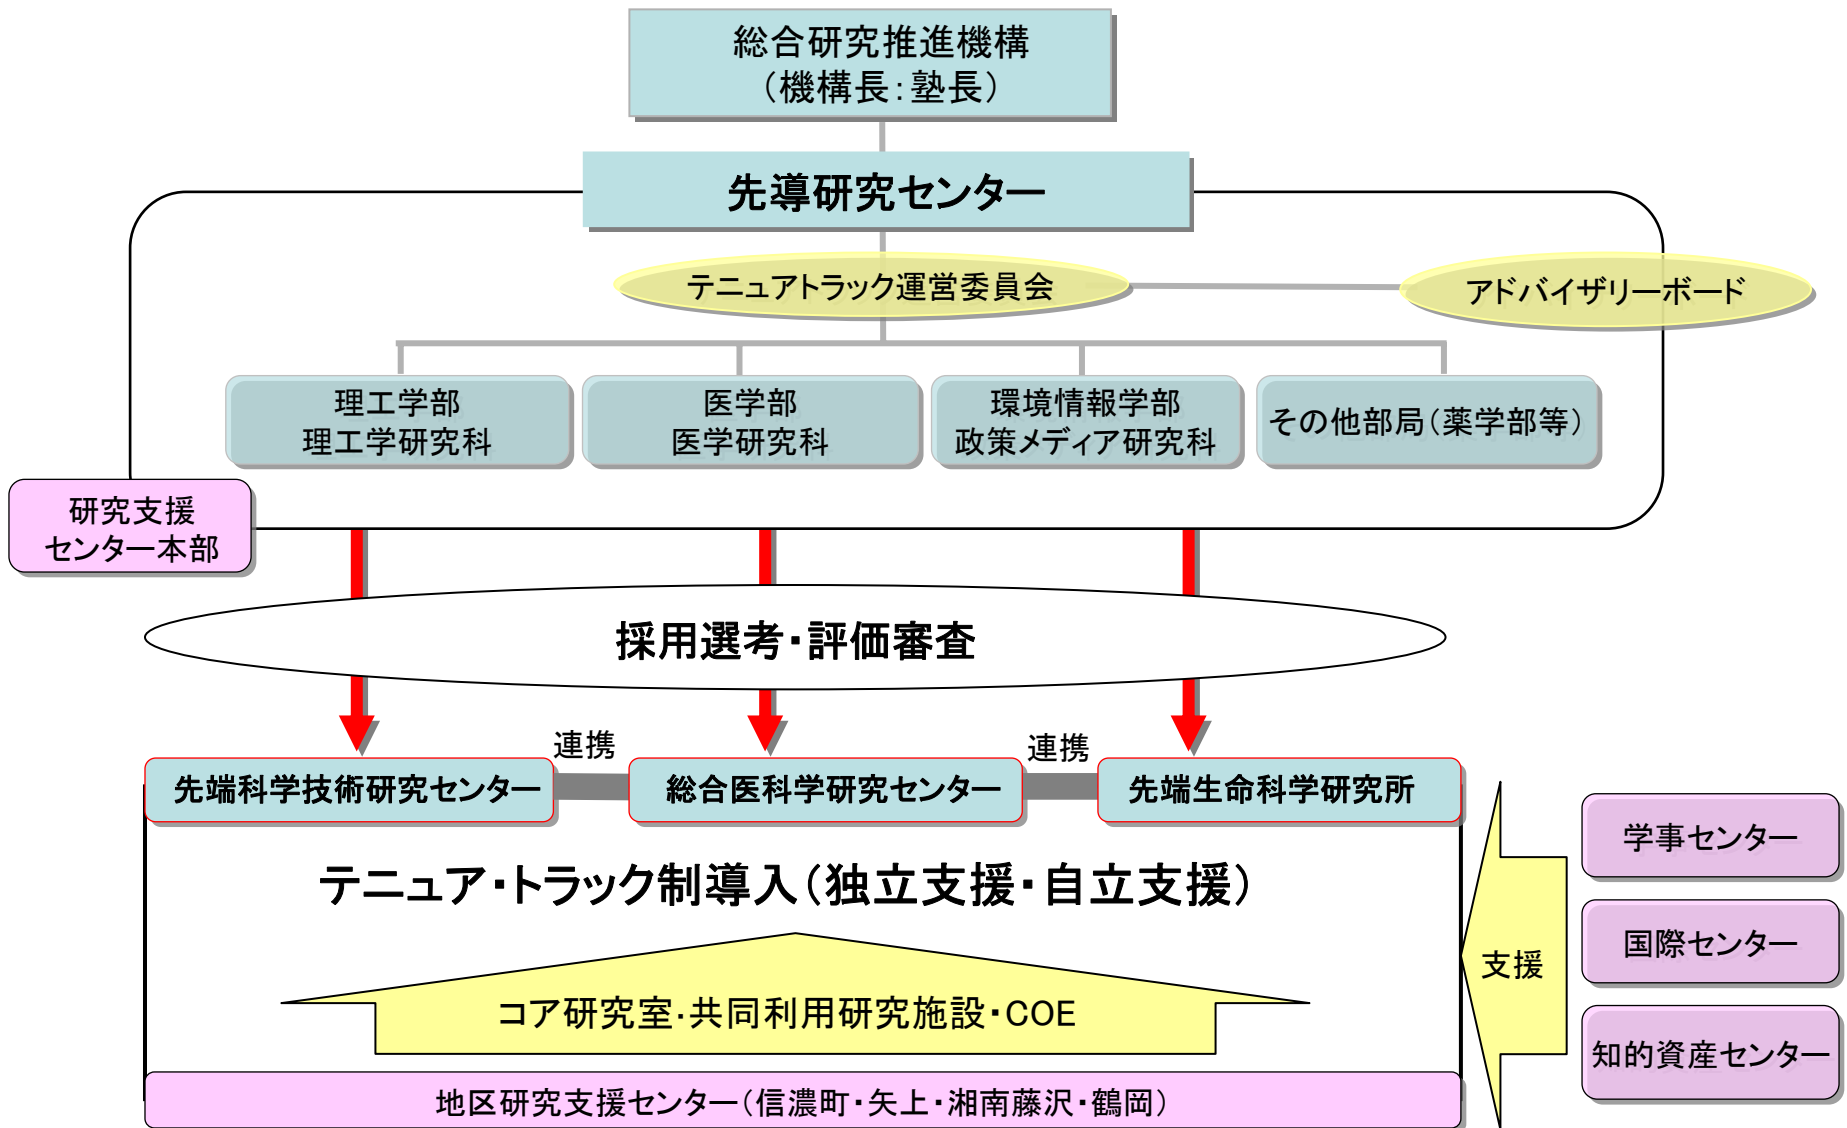 総合研究推進機構
（機構長：塾長）
先導研究センター
テニュアトラック運営委員会
アドバイザリーボード
理工学部
理工学研究科
医学部
医学研究科
環境情報学部
政策メディア研究科
その他部局（薬学部等）
研究支援
センター本部
採用選考・評価審査
連携
連携
先端科学技術研究センター
総合医科学研究センター
先端生命科学研究所
テニュア・トラック制導入（独立支援・自立支援）
コア研究室・共同利用研究施設・COE
地区研究支援センター（信濃町・矢上・湘南藤沢・鶴岡）
支援
学事センター
国際センター
知的資産センター